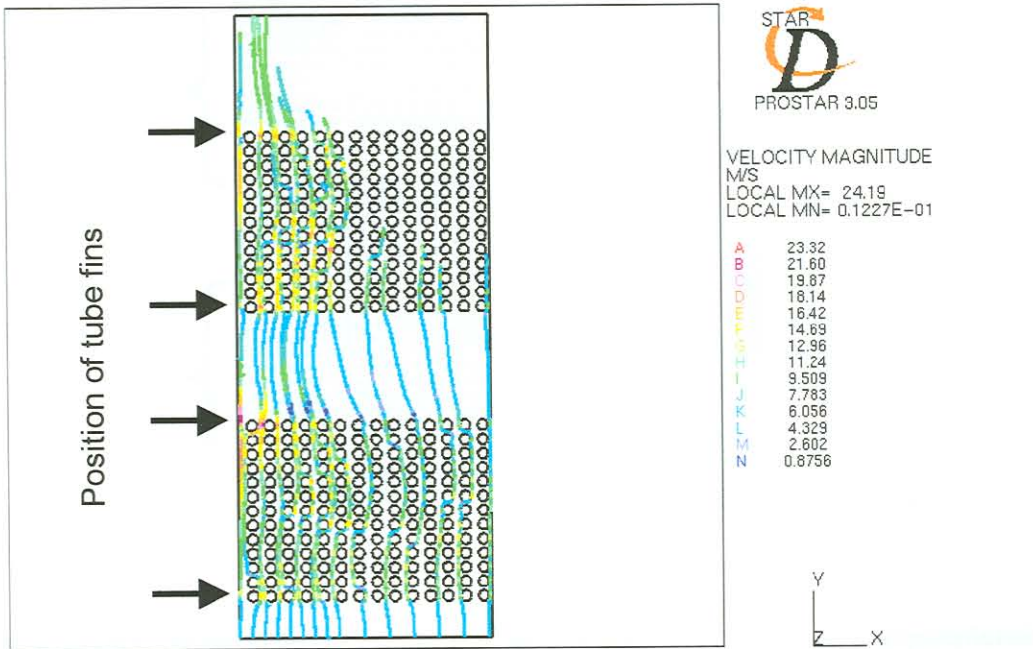 Position of tube fins
STAR
CD
PROSTAR 3.05
VELOCITY MAGNITUDE
M/S
LOCAL MX= 24.19
LOCAL MN= 0.1227E-01
A 23.32
B 21.60
C 19.87
D 18.14
E 16.42
F 14.69
G 12.96
H 11.24
I 9.509
J 7.783
K 6.056
L 4.329
M 2.602
N 0.8756
Y
Z X